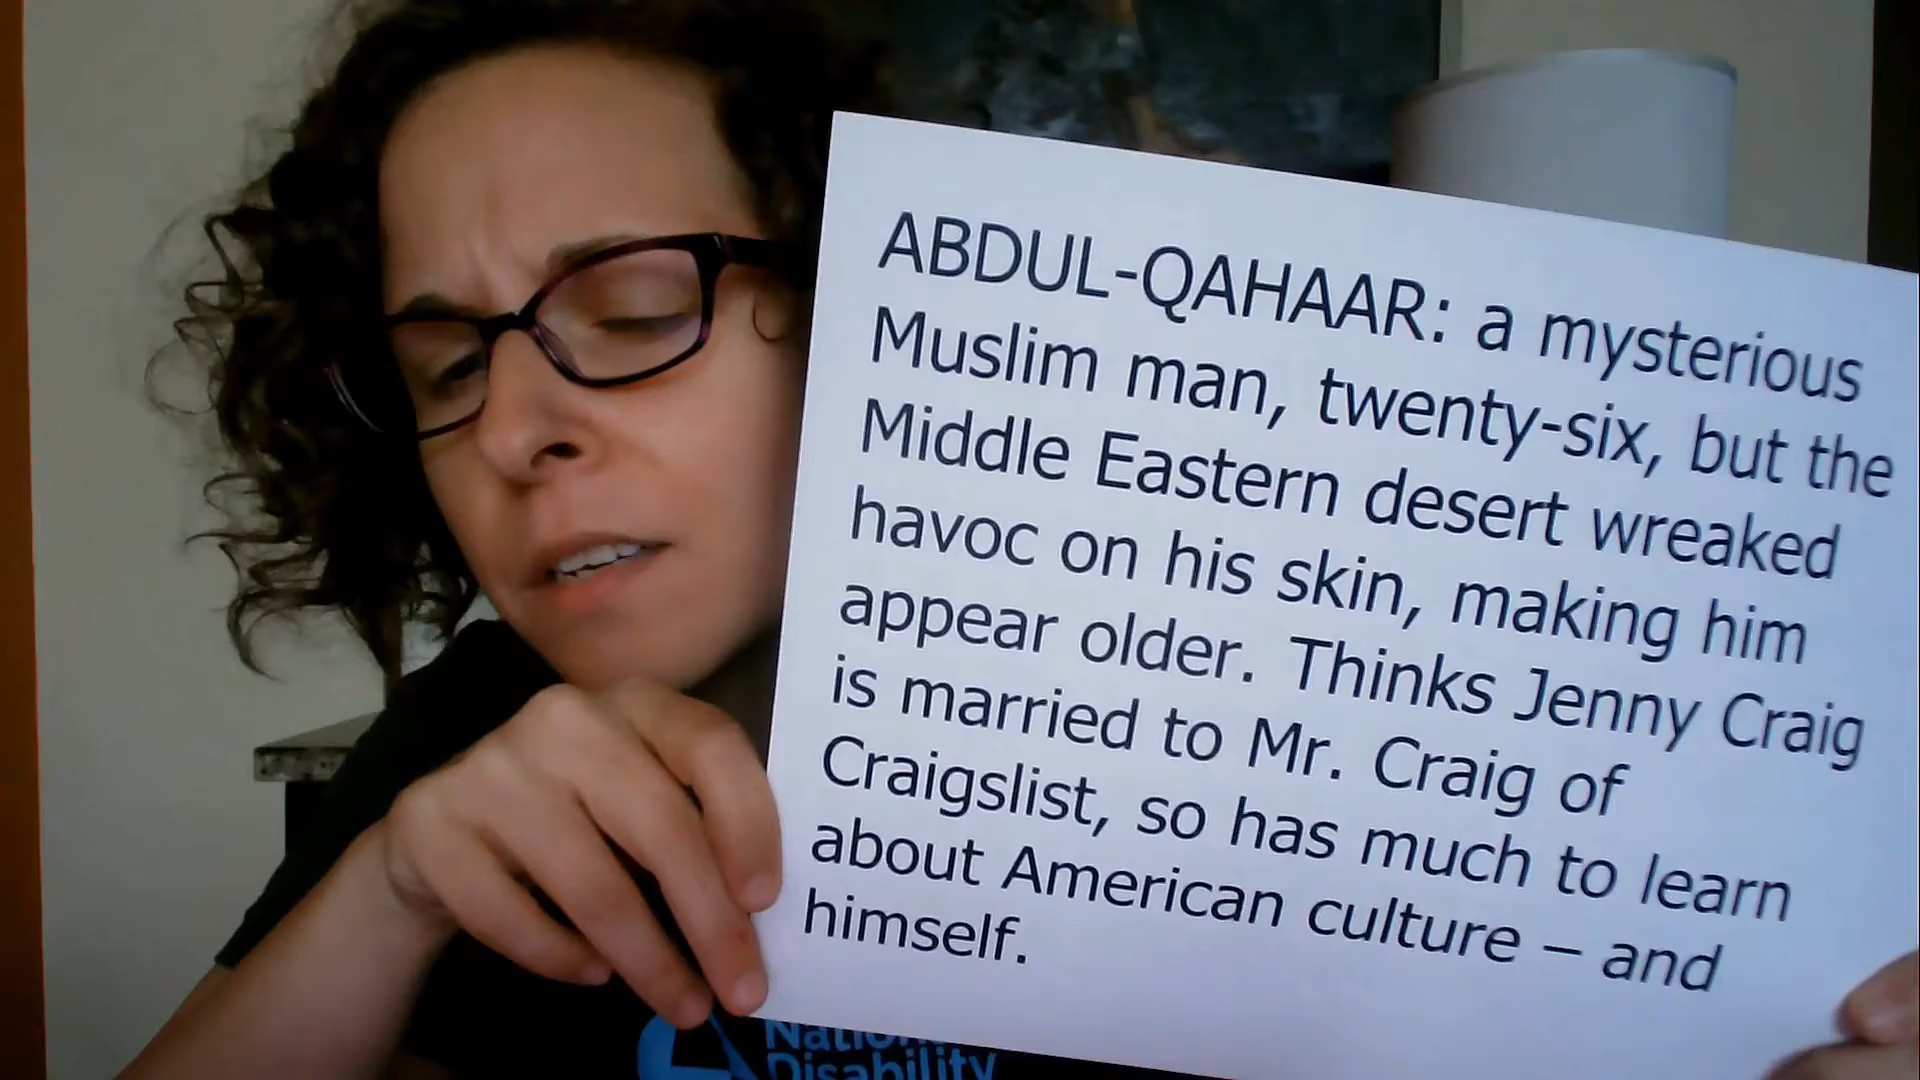 ABDUL-QAHAAR: a mysterious
Muslim man, twenty-six, but the
Middle Eastern desert wreaked
havoc on his skin, making him
appear older. Thinks Jenny Craig
is married to Mr. Craig of
Craigslist, so has much to learn
about American culture – and
himself.
Disability